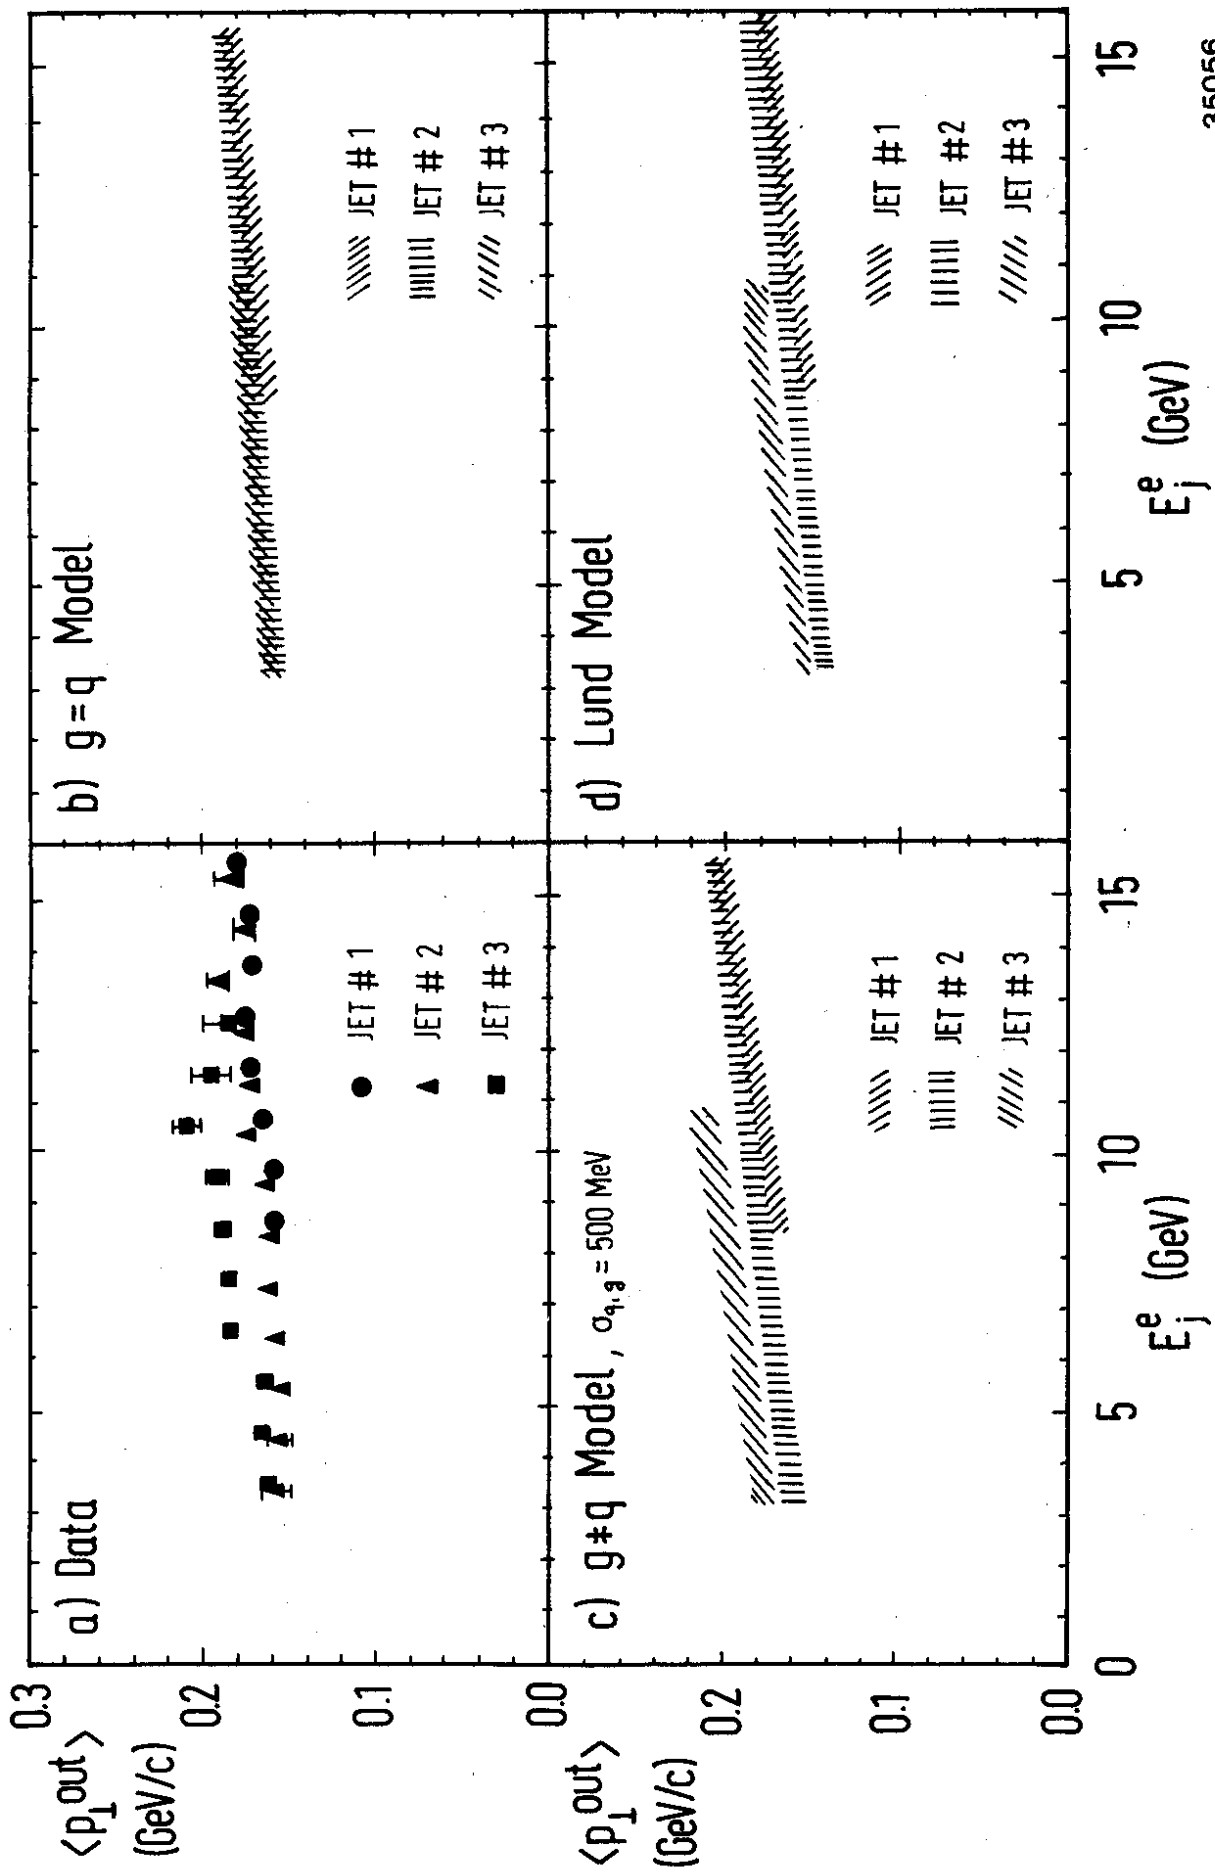 a) Data
JET # 1
JET # 2
JET # 3
b) g=q Model
JET # 1
JET # 2
JET # 3
0.3
0.2
0.1
0.0
<p⊥out>
(GeV/c)
c) g*q Model, σq,g = 500 MeV
JET #1
JET # 2
JET # 3
d) Lund Model
JET #1
JET #2
JET #3
0.2
0.1
0.0
<p⊥out>
(GeV/c)
0
5
10
15
5
10
15
Eje (GeV)
Eje (GeV)